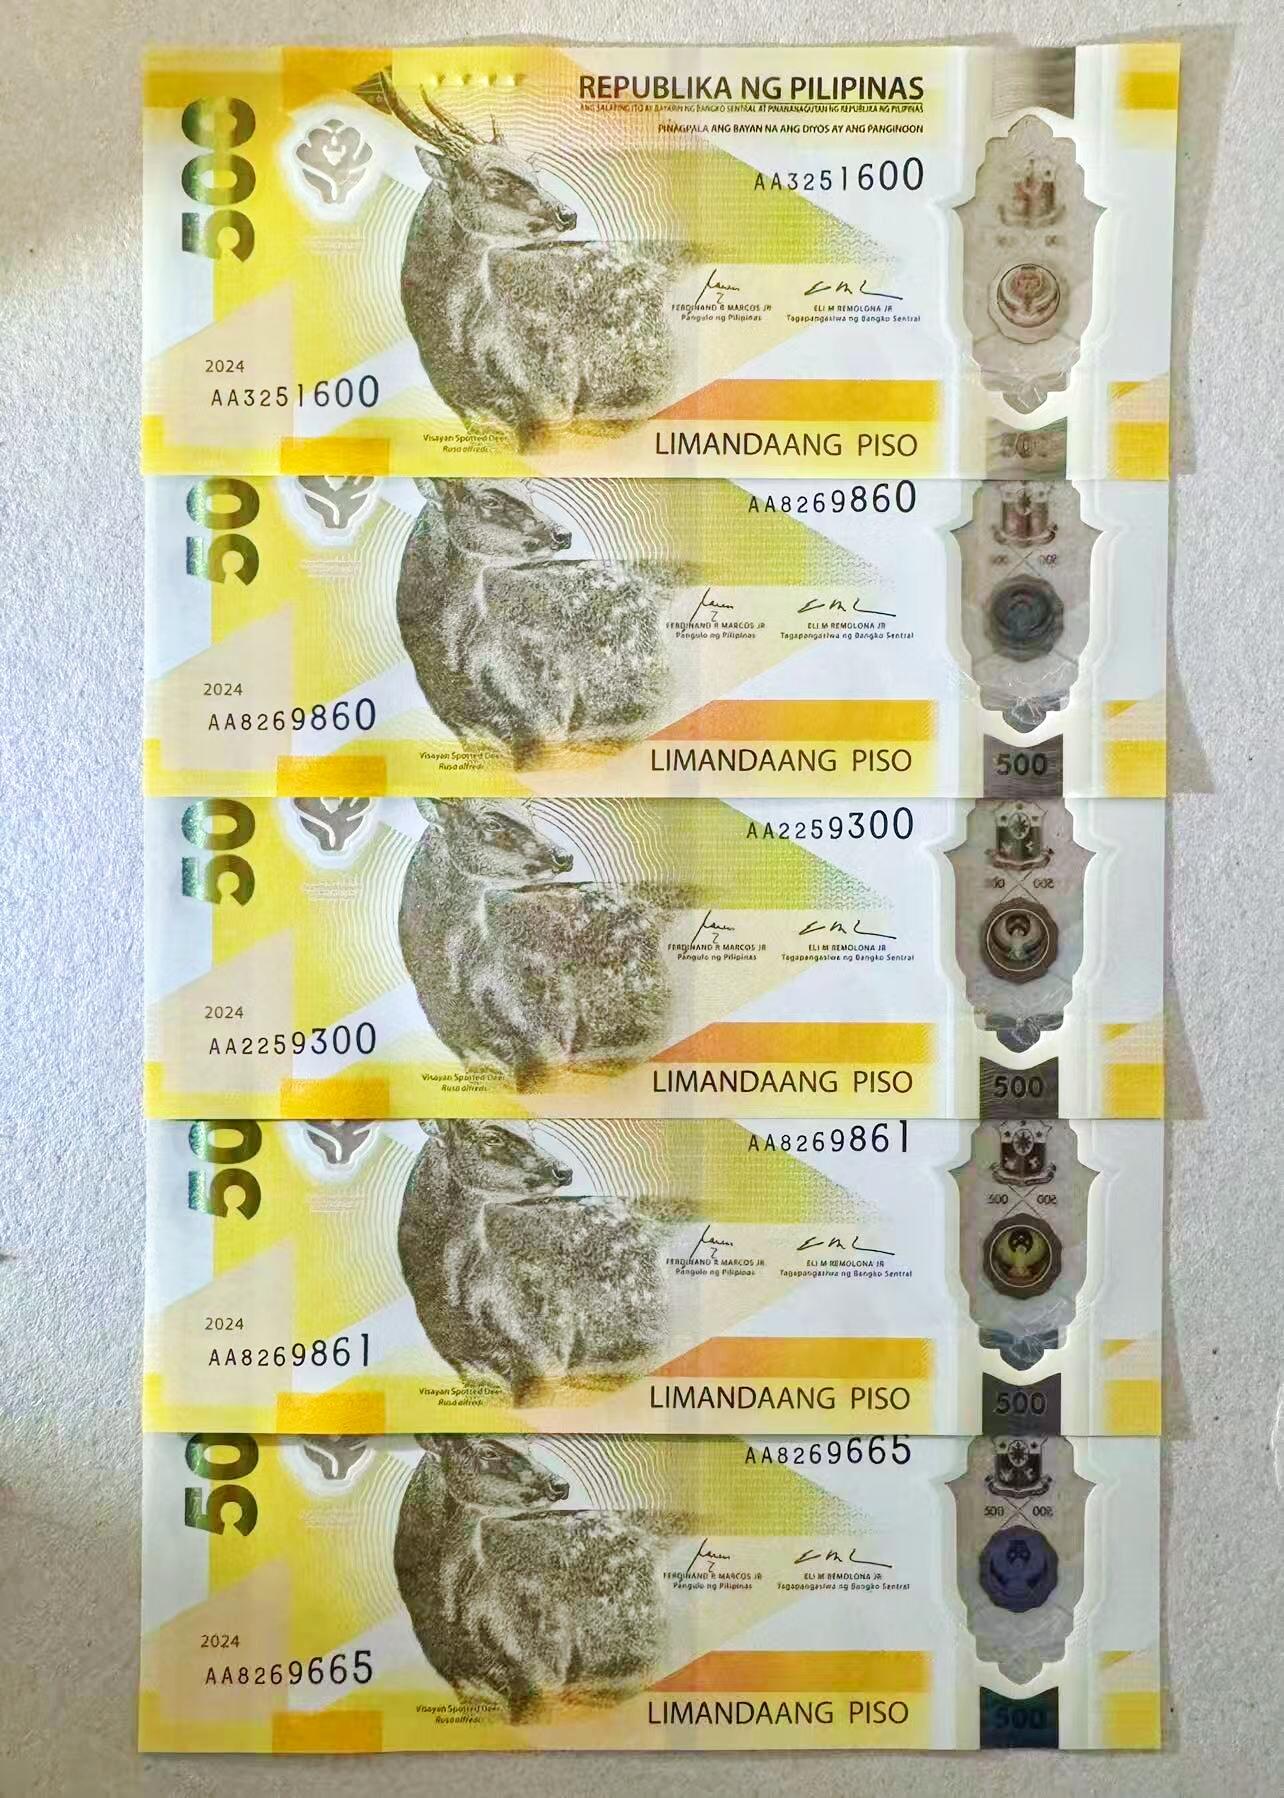 500
REPUBLIKA NG PILIPINAS
ANG SALAPING ITO AY BAYARIN NG BANGKO SENTRAL AT PINANANAGUTAN NG REPUBLIKA NG PILIPINAS
PINAGPALA ANG BAYAN NA ANG DIYOS AY ANG PANGINOON
AA3251600
FERDINAND R MARCOS JR
Pangulo ng Pilipinas
ELI M REMOLONA JR
Tagapangasiwa ng Bangko Sentral
2024
AA3251600
Visayan Spotted Deer
Rusa alfredi
LIMANDAANG PISO
50
AA8269860
FERDINAND R MARCOS JR
Pangulo ng Pilipinas
ELI M REMOLONA JR
Tagapangasiwa ng Bangko Sentral
2024
AA8269860
Visayan Spotted Deer
Rusa alfredi
LIMANDAANG PISO
500
50
AA2259300
FERDINAND R MARCOS JR
Pangulo ng Pilipinas
ELI M REMOLONA JR
Tagapangasiwa ng Bangko Sentral
2024
AA2259300
Visayan Spotted Deer
Rusa alfredi
LIMANDAANG PISO
500
50
AA8269861
FERDINAND R MARCOS JR
Pangulo ng Pilipinas
ELI M REMOLONA JR
Tagapangasiwa ng Bangko Sentral
2024
AA8269861
Visayan Spotted Deer
Rusa alfredi
LIMANDAANG PISO
500
50
AA8269665
FERDINAND R MARCOS JR
Pangulo ng Pilipinas
ELI M REMOLONA JR
Tagapangasiwa ng Bangko Sentral
2024
AA8269665
Visayan Spotted Deer
Rusa alfredi
LIMANDAANG PISO
500